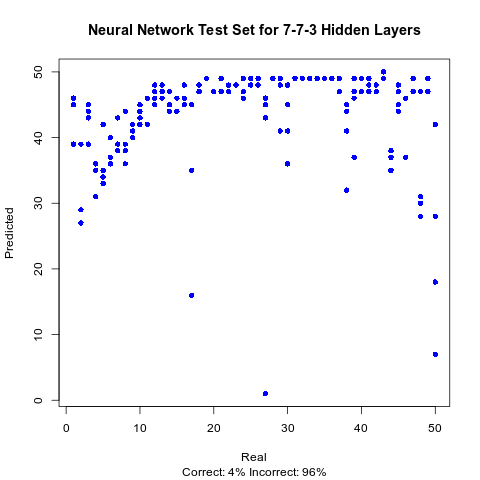 Neural Network Test Set for 7-7-3 Hidden Layers
Predicted
50
40
30
20
10
0
0 10 20 30 40 50
Real
Correct: 4% Incorrect: 96%